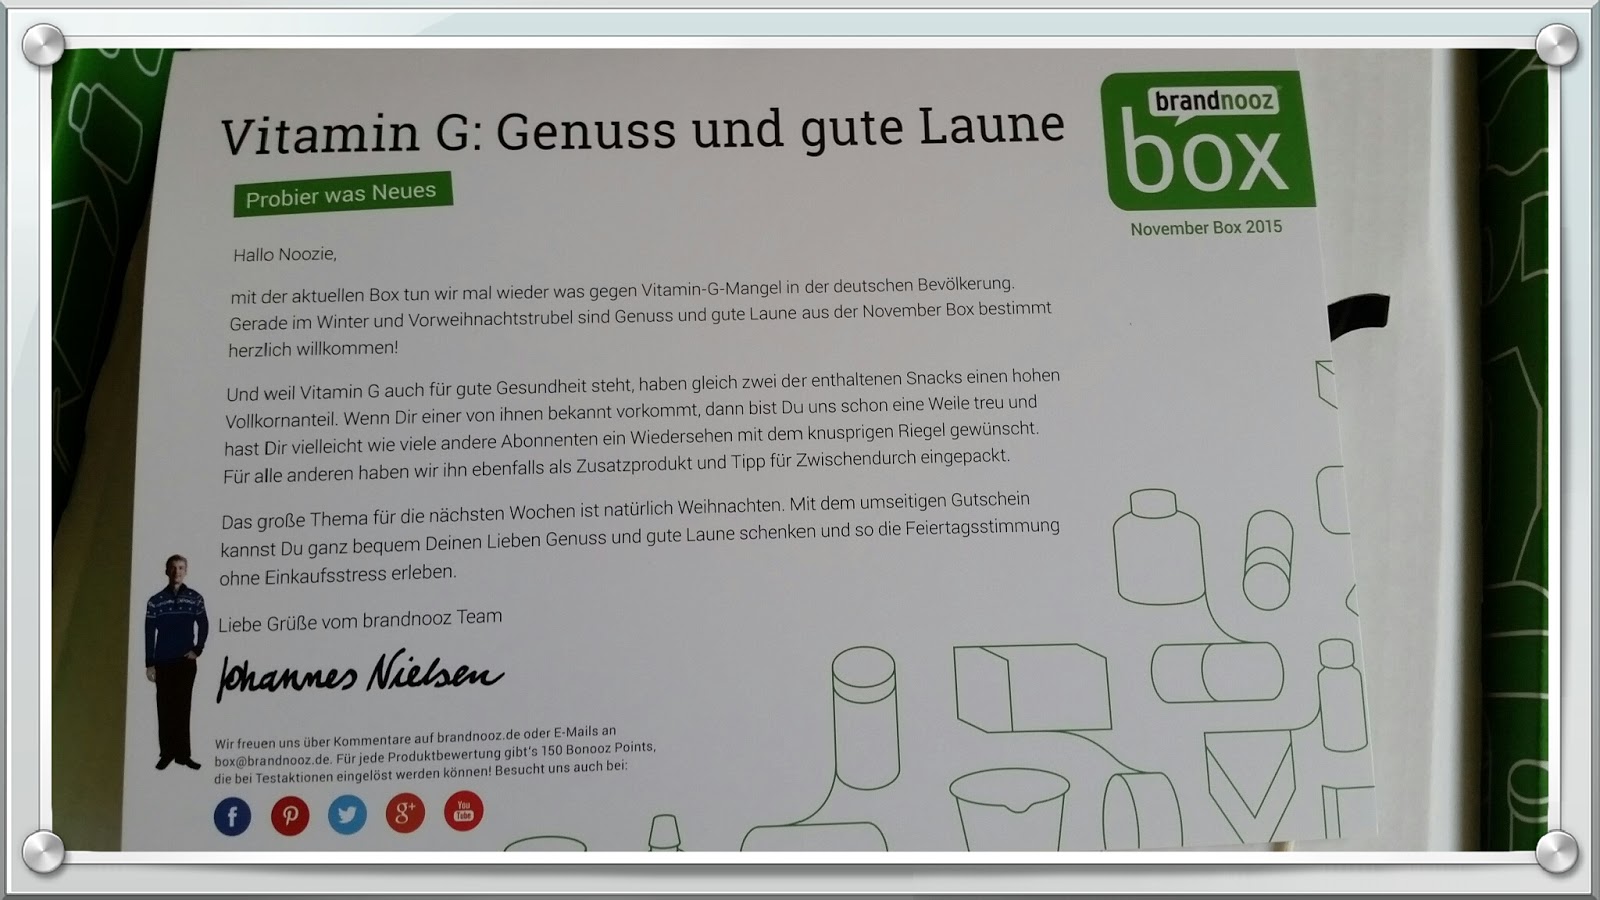 Vitamin G: Genuss und gute Laune
Probier was Neues
brandnooz
box
November Box 2015
Hallo Noozie,
mit der aktuellen Box tun wir mal wieder was gegen Vitamin-G-Mangel in der deutschen Bevölkerung.
Gerade im Winter und Vorweihnachtstrubel sind Genuss und gute Laune aus der November Box bestimmt
herzlich willkommen!
Und weil Vitamin G auch für gute Gesundheit steht, haben gleich zwei der enthaltenen Snacks einen hohen
Vollkornanteil. Wenn Dir einer von ihnen bekannt vorkommt, dann bist Du uns schon eine Weile treu und
hast Dir vielleicht wie viele andere Abonnenten ein Wiedersehen mit dem knusprigen Riegel gewünscht.
Für alle anderen haben wir ihn ebenfalls als Zusatzprodukt und Tipp für Zwischendurch eingepackt.
Das große Thema für die nächsten Wochen ist natürlich Weihnachten. Mit dem umseitigen Gutschein
kannst Du ganz bequem Deinen Lieben Genuss und gute Laune schenken und so die Feiertagsstimmung
ohne Einkaufsstress erleben.
Liebe Grüße vom brandnooz Team
Johannes Nielsen
Wir freuen uns über Kommentare auf brandnooz.de oder E-Mails an
box@brandnooz.de. Für jede Produktbewertung gibt's 150 Bonooz Points,
die bei Testaktionen eingelöst werden können! Besucht uns auch bei:
f
g+
You
Tube